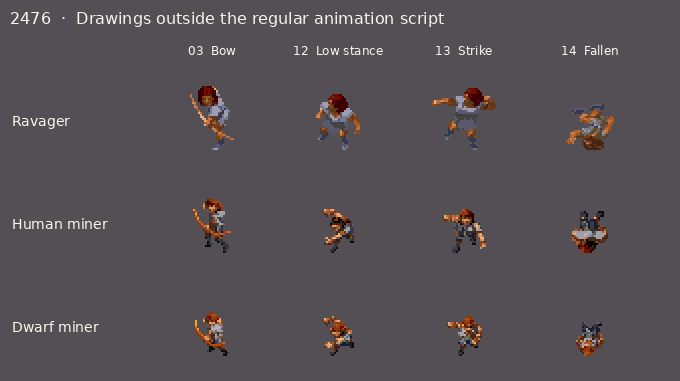 2476 · Drawings outside the regular animation script
03 Bow 12 Low stance 13 Strike 14 Fallen
Ravager
Human miner
Dwarf miner